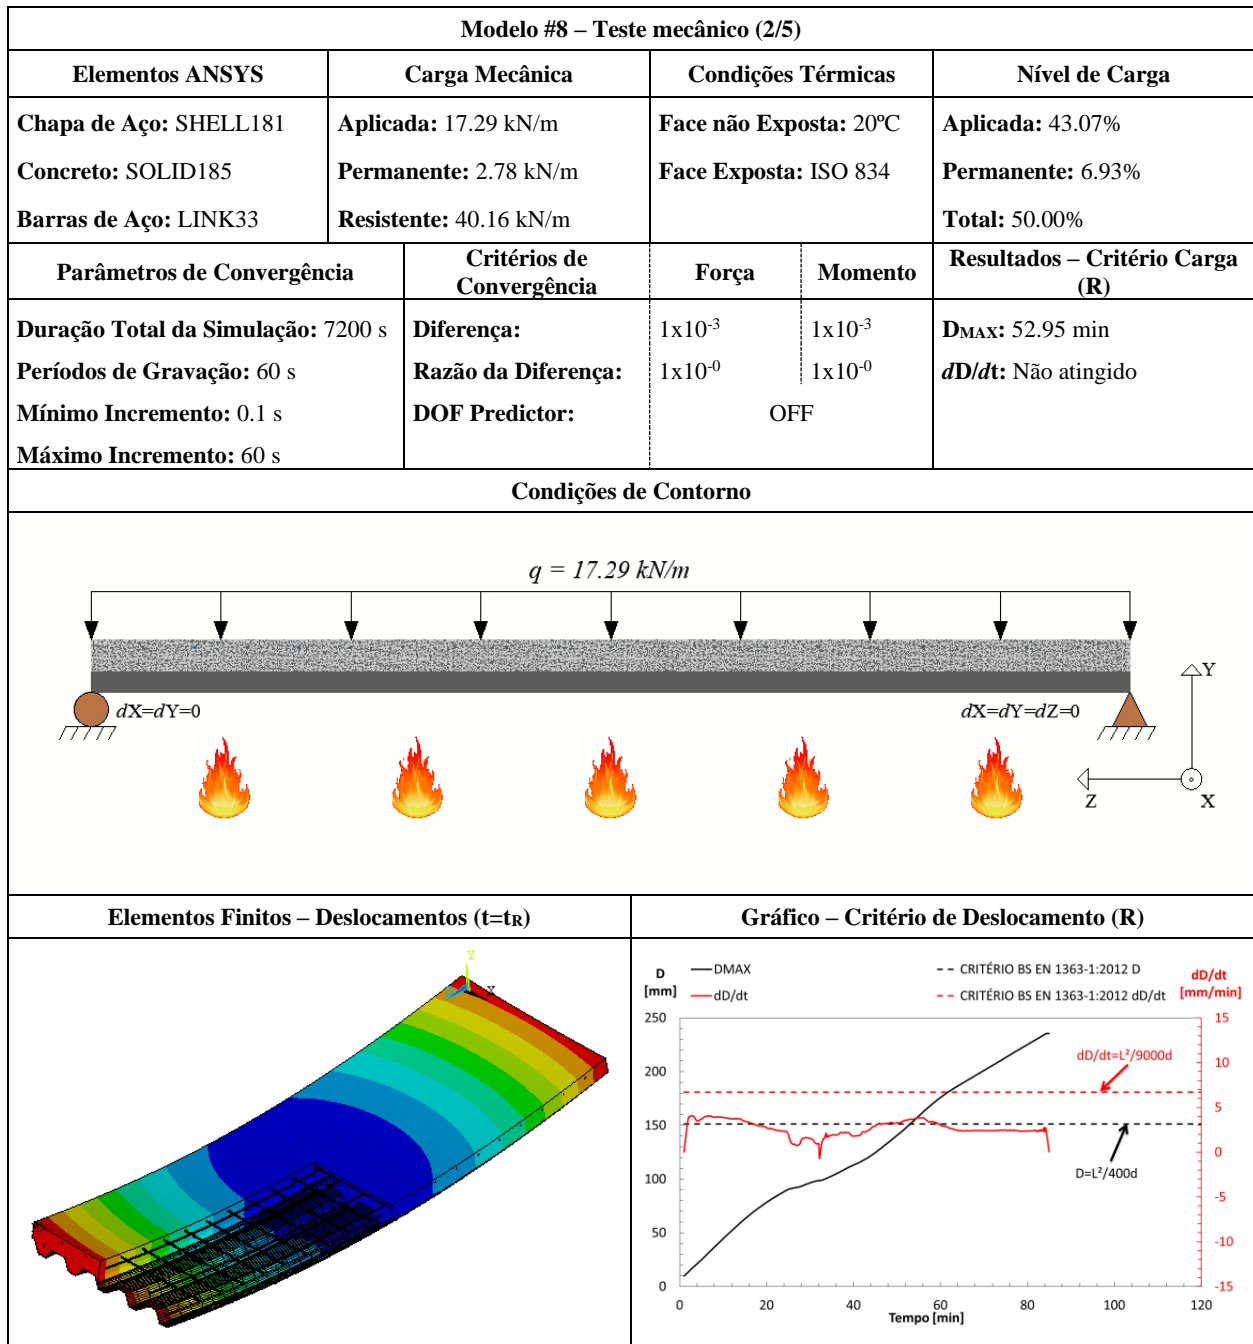 Modelo #8 – Teste mecânico (2/5)
Elementos ANSYS
Carga Mecânica
Condições Térmicas
Nível de Carga
Chapa de Aço: SHELL181
Concreto: SOLID185
Barras de Aço: LINK33
Aplicada: 17.29 kN/m
Permanente: 2.78 kN/m
Resistente: 40.16 kN/m
Face não Exposta: 20ºC
Face Exposta: ISO 834
Aplicada: 43.07%
Permanente: 6.93%
Total: 50.00%
Parâmetros de Convergência
Critérios de
Convergência
Força
Momento
Resultados – Critério Carga
(R)
Duração Total da Simulação: 7200 s
Períodos de Gravação: 60 s
Mínimo Incremento: 0.1 s
Máximo Incremento: 60 s
Diferença: 1x10⁻³ 1x10⁻³
Razão da Diferença: 1x10⁻⁰ 1x10⁻⁰
DOF Predictor: OFF
DMAX: 52.95 min
dD/dt: Não atingido
Condições de Contorno
q = 17.29 kN/m
dX=dY=0
dX=dY=dZ=0
Y
Z
X
Elementos Finitos – Deslocamentos (t=tR)
Gráfico – Critério de Deslocamento (R)
Y
X
D
[mm]
DMAX
dD/dt
CRITÉRIO BS EN 1363-1:2012 D
CRITÉRIO BS EN 1363-1:2012 dD/dt
dD/dt
[mm/min]
250
200
150
100
50
0
15
10
5
0
-5
-10
-15
dD/dt=L²/9000d
D=L²/400d
0 20 40 60 80 100 120
Tempo [min]